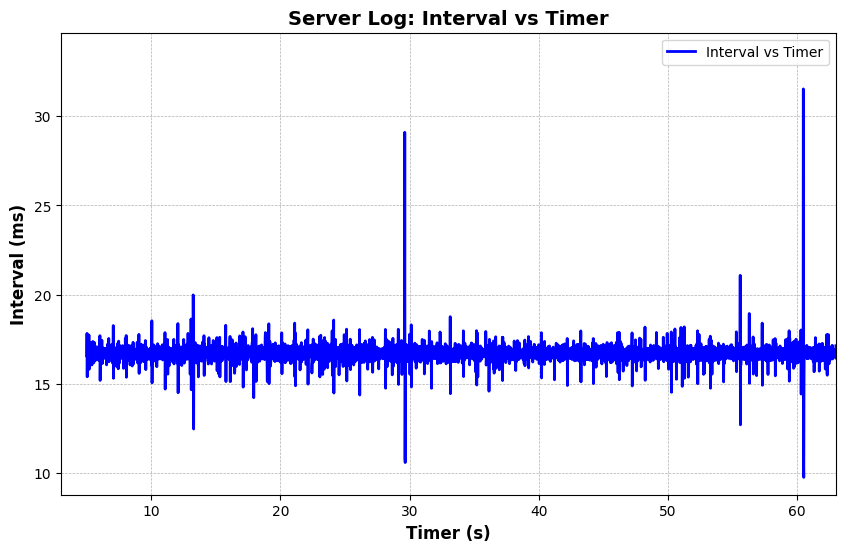 Server Log: Interval vs Timer
Interval vs Timer
Interval (ms)
30
25
20
15
10
10 20 30 40 50 60
Timer (s)